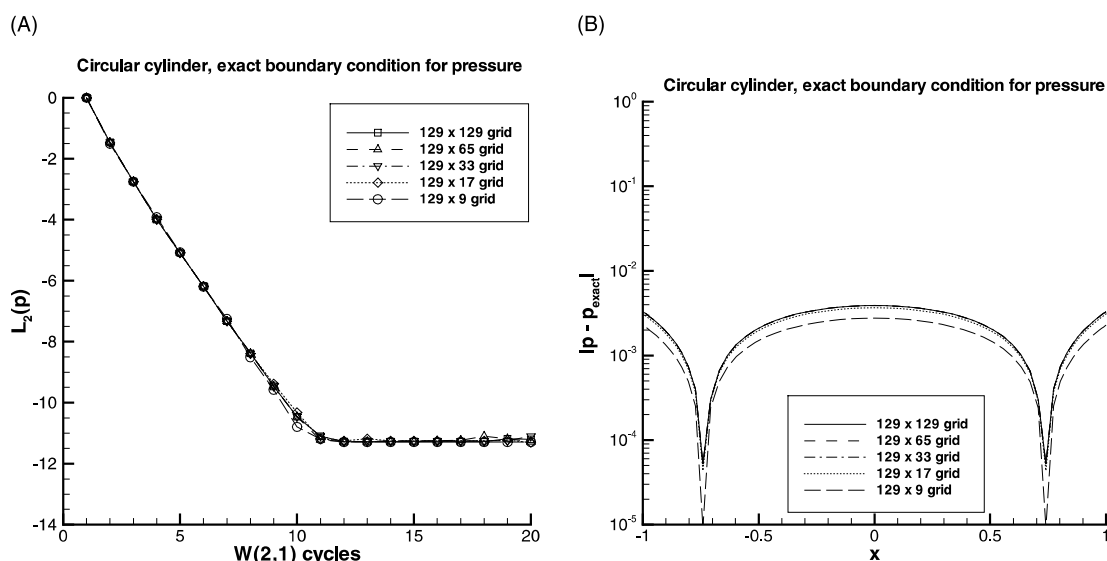 (A)
Circular cylinder, exact boundary condition for pressure
0
-2
-4
-6
-8
-10
-12
-14
L2(p)
0
5
10
15
20
W(2,1) cycles
129 x 129 grid
129 x 65 grid
129 x 33 grid
129 x 17 grid
129 x 9 grid
(B)
Circular cylinder, exact boundary condition for pressure
10^0
10^-1
10^-2
10^-3
10^-4
10^-5
|p - p_exact|
-1
-0.5
0
0.5
1
x
129 x 129 grid
129 x 65 grid
129 x 33 grid
129 x 17 grid
129 x 9 grid